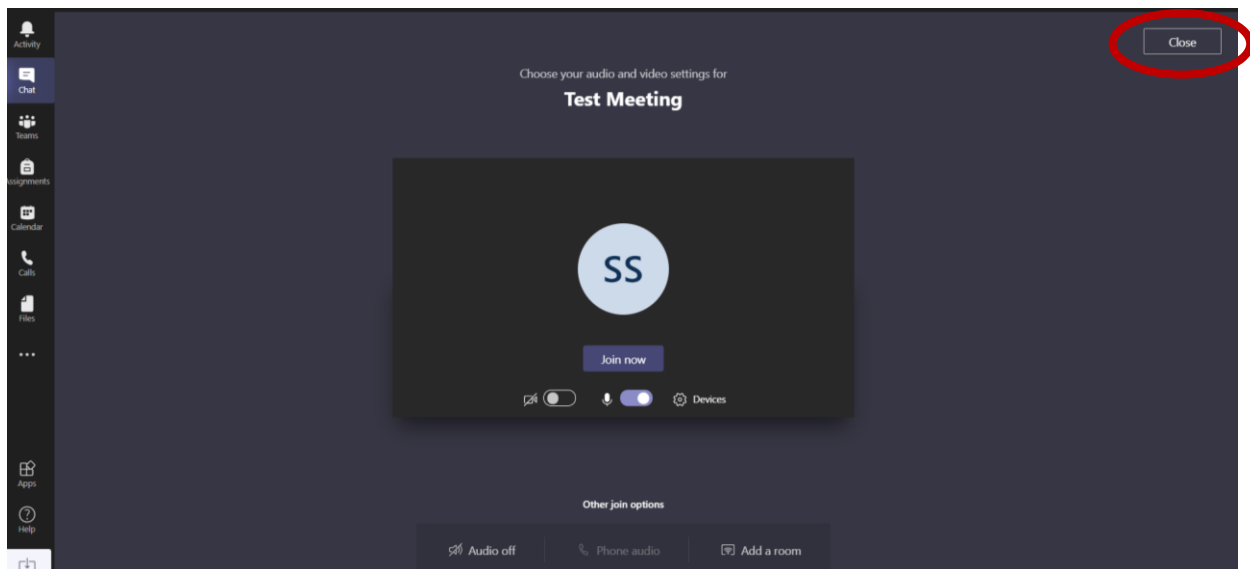 Activity
Chat
Teams
Assignments
Calendar
Calls
Files
Apps
Help
Close
Choose your audio and video settings for
Test Meeting
SS
Join now
Devices
Other join options
Audio off
Phone audio
Add a room